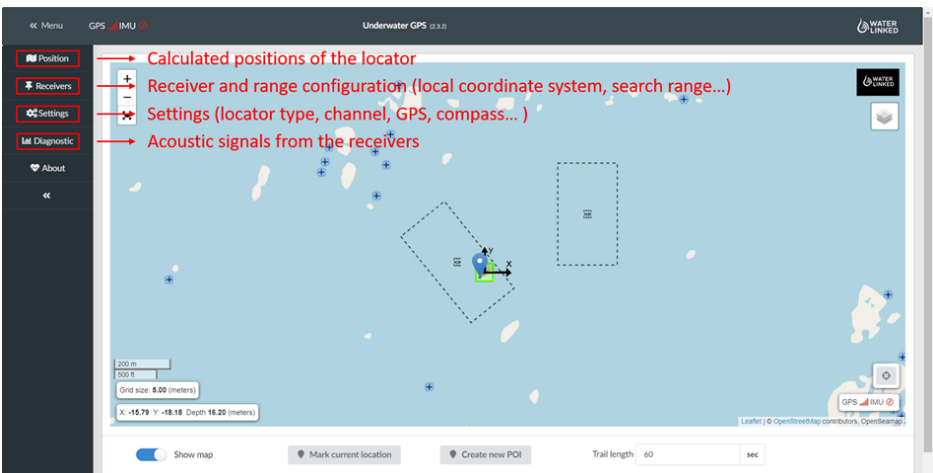 Menu
GPS IMU
Underwater GPS (2.3.2)
WATER
LINKED
Position
Calculated positions of the locator
Receivers
Receiver and range configuration (local coordinate system, search range...)
Settings
Settings (locator type, channel, GPS, compass... )
Diagnostic
Acoustic signals from the receivers
About
«
+
−
WATER
LINKED
y
x
200 m
500 ft
Grid size: 5.00 (meters)
X: -15.79 Y: -18.18 Depth 16.20 (meters)
GPS IMU
Leaflet | © OpenStreetMap contributors, OpenSeamap
Show map
Mark current location
Create new POI
Trail length 60 sec